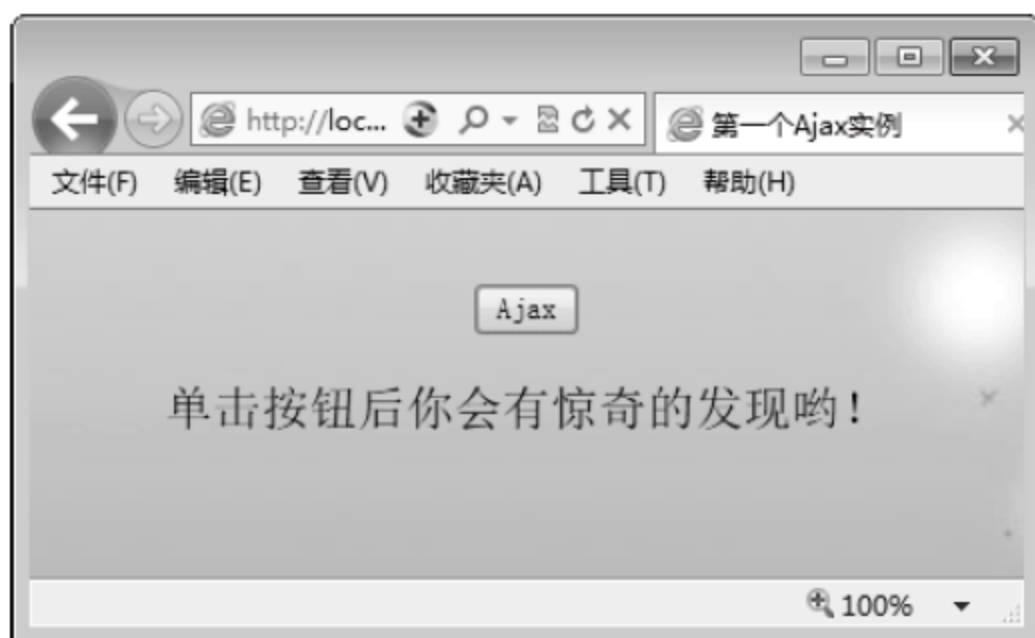 http://loc... 第一个Ajax实例
文件(F) 编辑(E) 查看(V) 收藏夹(A) 工具(T) 帮助(H)
Ajax
单击按钮后你会有惊奇的发现哟!
100%